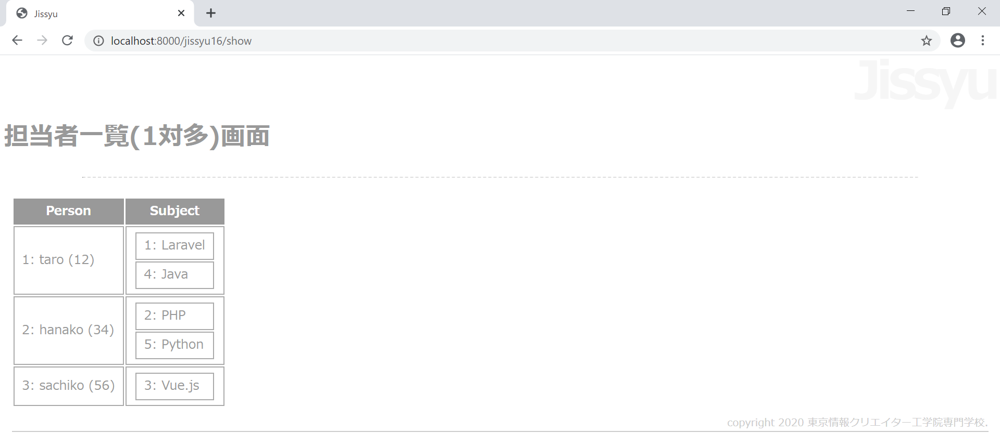 Jissyu
localhost:8000/jissyu16/show
Jissyu
担当者一覧(1対多)画面
Person Subject
1: taro (12)
1: Laravel
4: Java
2: hanako (34)
2: PHP
5: Python
3: sachiko (56)
3: Vue.js
copyright 2020 東京情報クリエイター工学院専門学校.